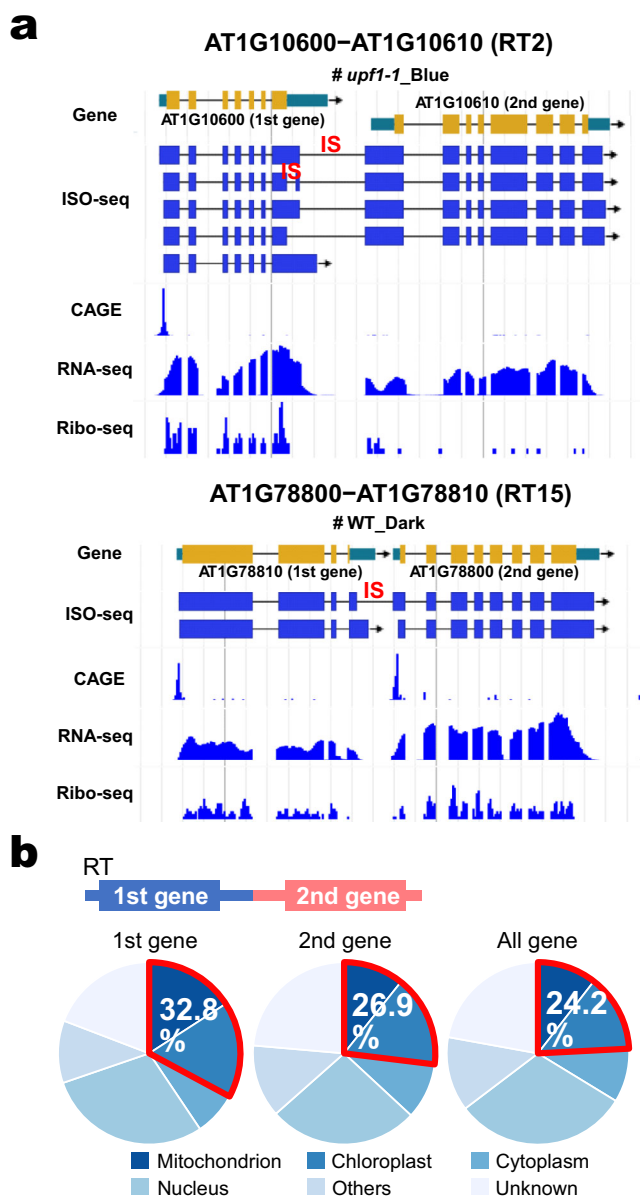 a
AT1G10600−AT1G10610 (RT2)
# upf1-1_Blue
Gene
AT1G10600 (1st gene)
AT1G10610 (2nd gene)
IS
IS
ISO-seq
CAGE
RNA-seq
Ribo-seq
AT1G78800−AT1G78810 (RT15)
# WT_Dark
Gene
AT1G78810 (1st gene)
AT1G78800 (2nd gene)
IS
ISO-seq
CAGE
RNA-seq
Ribo-seq
b
RT
1st gene
2nd gene
1st gene
2nd gene
All gene
32.8
%
26.9
%
24.2
%
Mitochondrion
Chloroplast
Cytoplasm
Nucleus
Others
Unknown